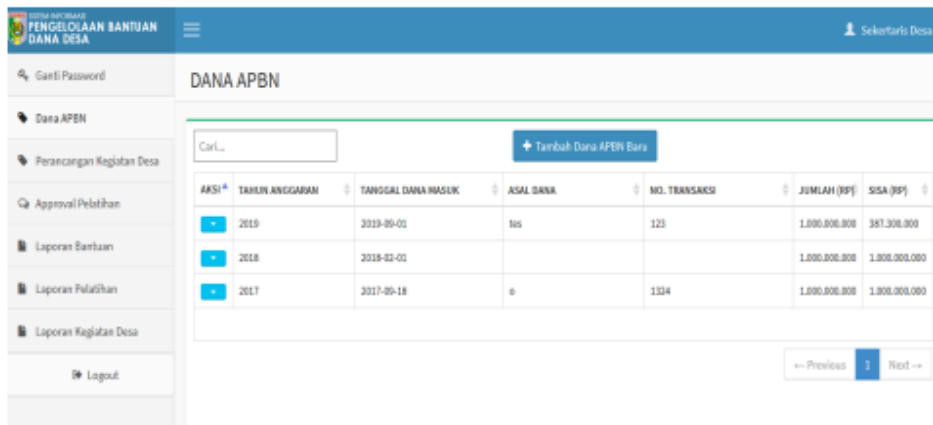 SISTEM INFORMASI
PENGELOLAAN BANTUAN
DANA DESA
Sekertaris Desa
Ganti Password
Dana APBN
Perancangan Kegiatan Desa
Approval Pelatihan
Laporan Bantuan
Laporan Pelatihan
Laporan Kegiatan Desa
Logout
DANA APBN
Cari...
Tambah Dana APBN Baru
AKSI TAHUN ANGGARAN TANGGAL DANA MASUK ASAL DANA NO. TRANSAKSI JUMLAH (RP) SISA (RP)
2019 2019-09-01 tes 123 1.000.000.000 387.300.000
2018 2018-02-01 1.000.000.000 1.000.000.000
2017 2017-09-18 o 1334 1.000.000.000 1.000.000.000
← Previous 1 Next →